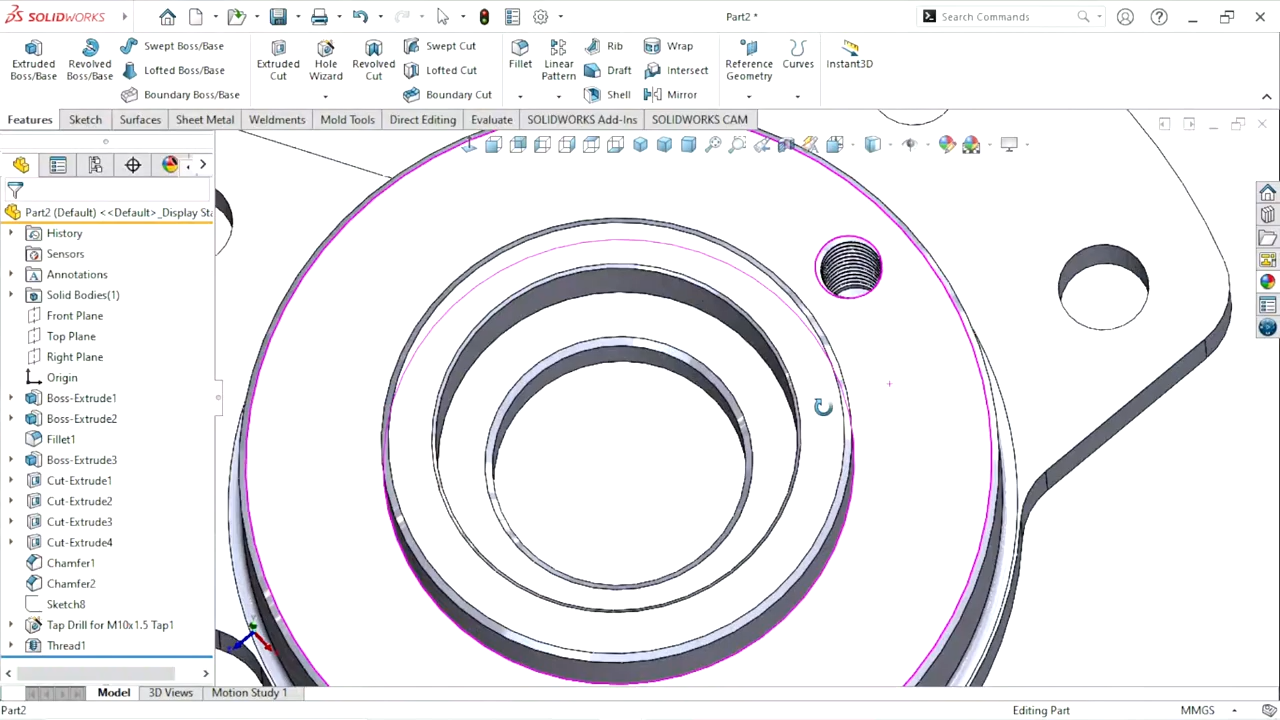 SOLIDWORKS
Part2 *
Search Commands
Extruded Boss/Base
Revolved Boss/Base
Swept Boss/Base
Lofted Boss/Base
Boundary Boss/Base
Extruded Cut
Hole Wizard
Revolved Cut
Swept Cut
Lofted Cut
Boundary Cut
Fillet
Linear Pattern
Rib
Draft
Shell
Wrap
Intersect
Mirror
Reference Geometry
Curves
Instant3D
Features
Sketch
Surfaces
Sheet Metal
Weldments
Mold Tools
Direct Editing
Evaluate
SOLIDWORKS Add-Ins
SOLIDWORKS CAM
Part2 (Default) <<Default>_Display Sta
History
Sensors
Annotations
Solid Bodies(1)
Front Plane
Top Plane
Right Plane
Origin
Boss-Extrude1
Boss-Extrude2
Fillet1
Boss-Extrude3
Cut-Extrude1
Cut-Extrude2
Cut-Extrude3
Cut-Extrude4
Chamfer1
Chamfer2
Sketch8
Tap Drill for M10x1.5 Tap1
Thread1
Model
3D Views
Motion Study 1
Part2
Editing Part
MMGS